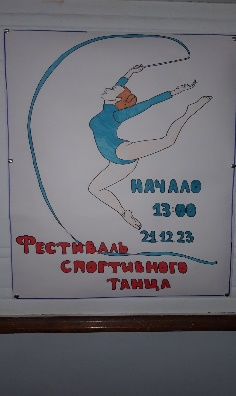 НАЧАЛО
13:00
21.12.23
ФЕСТИВАЛЬ
СПОРТИВНОГО
ТАНЦА